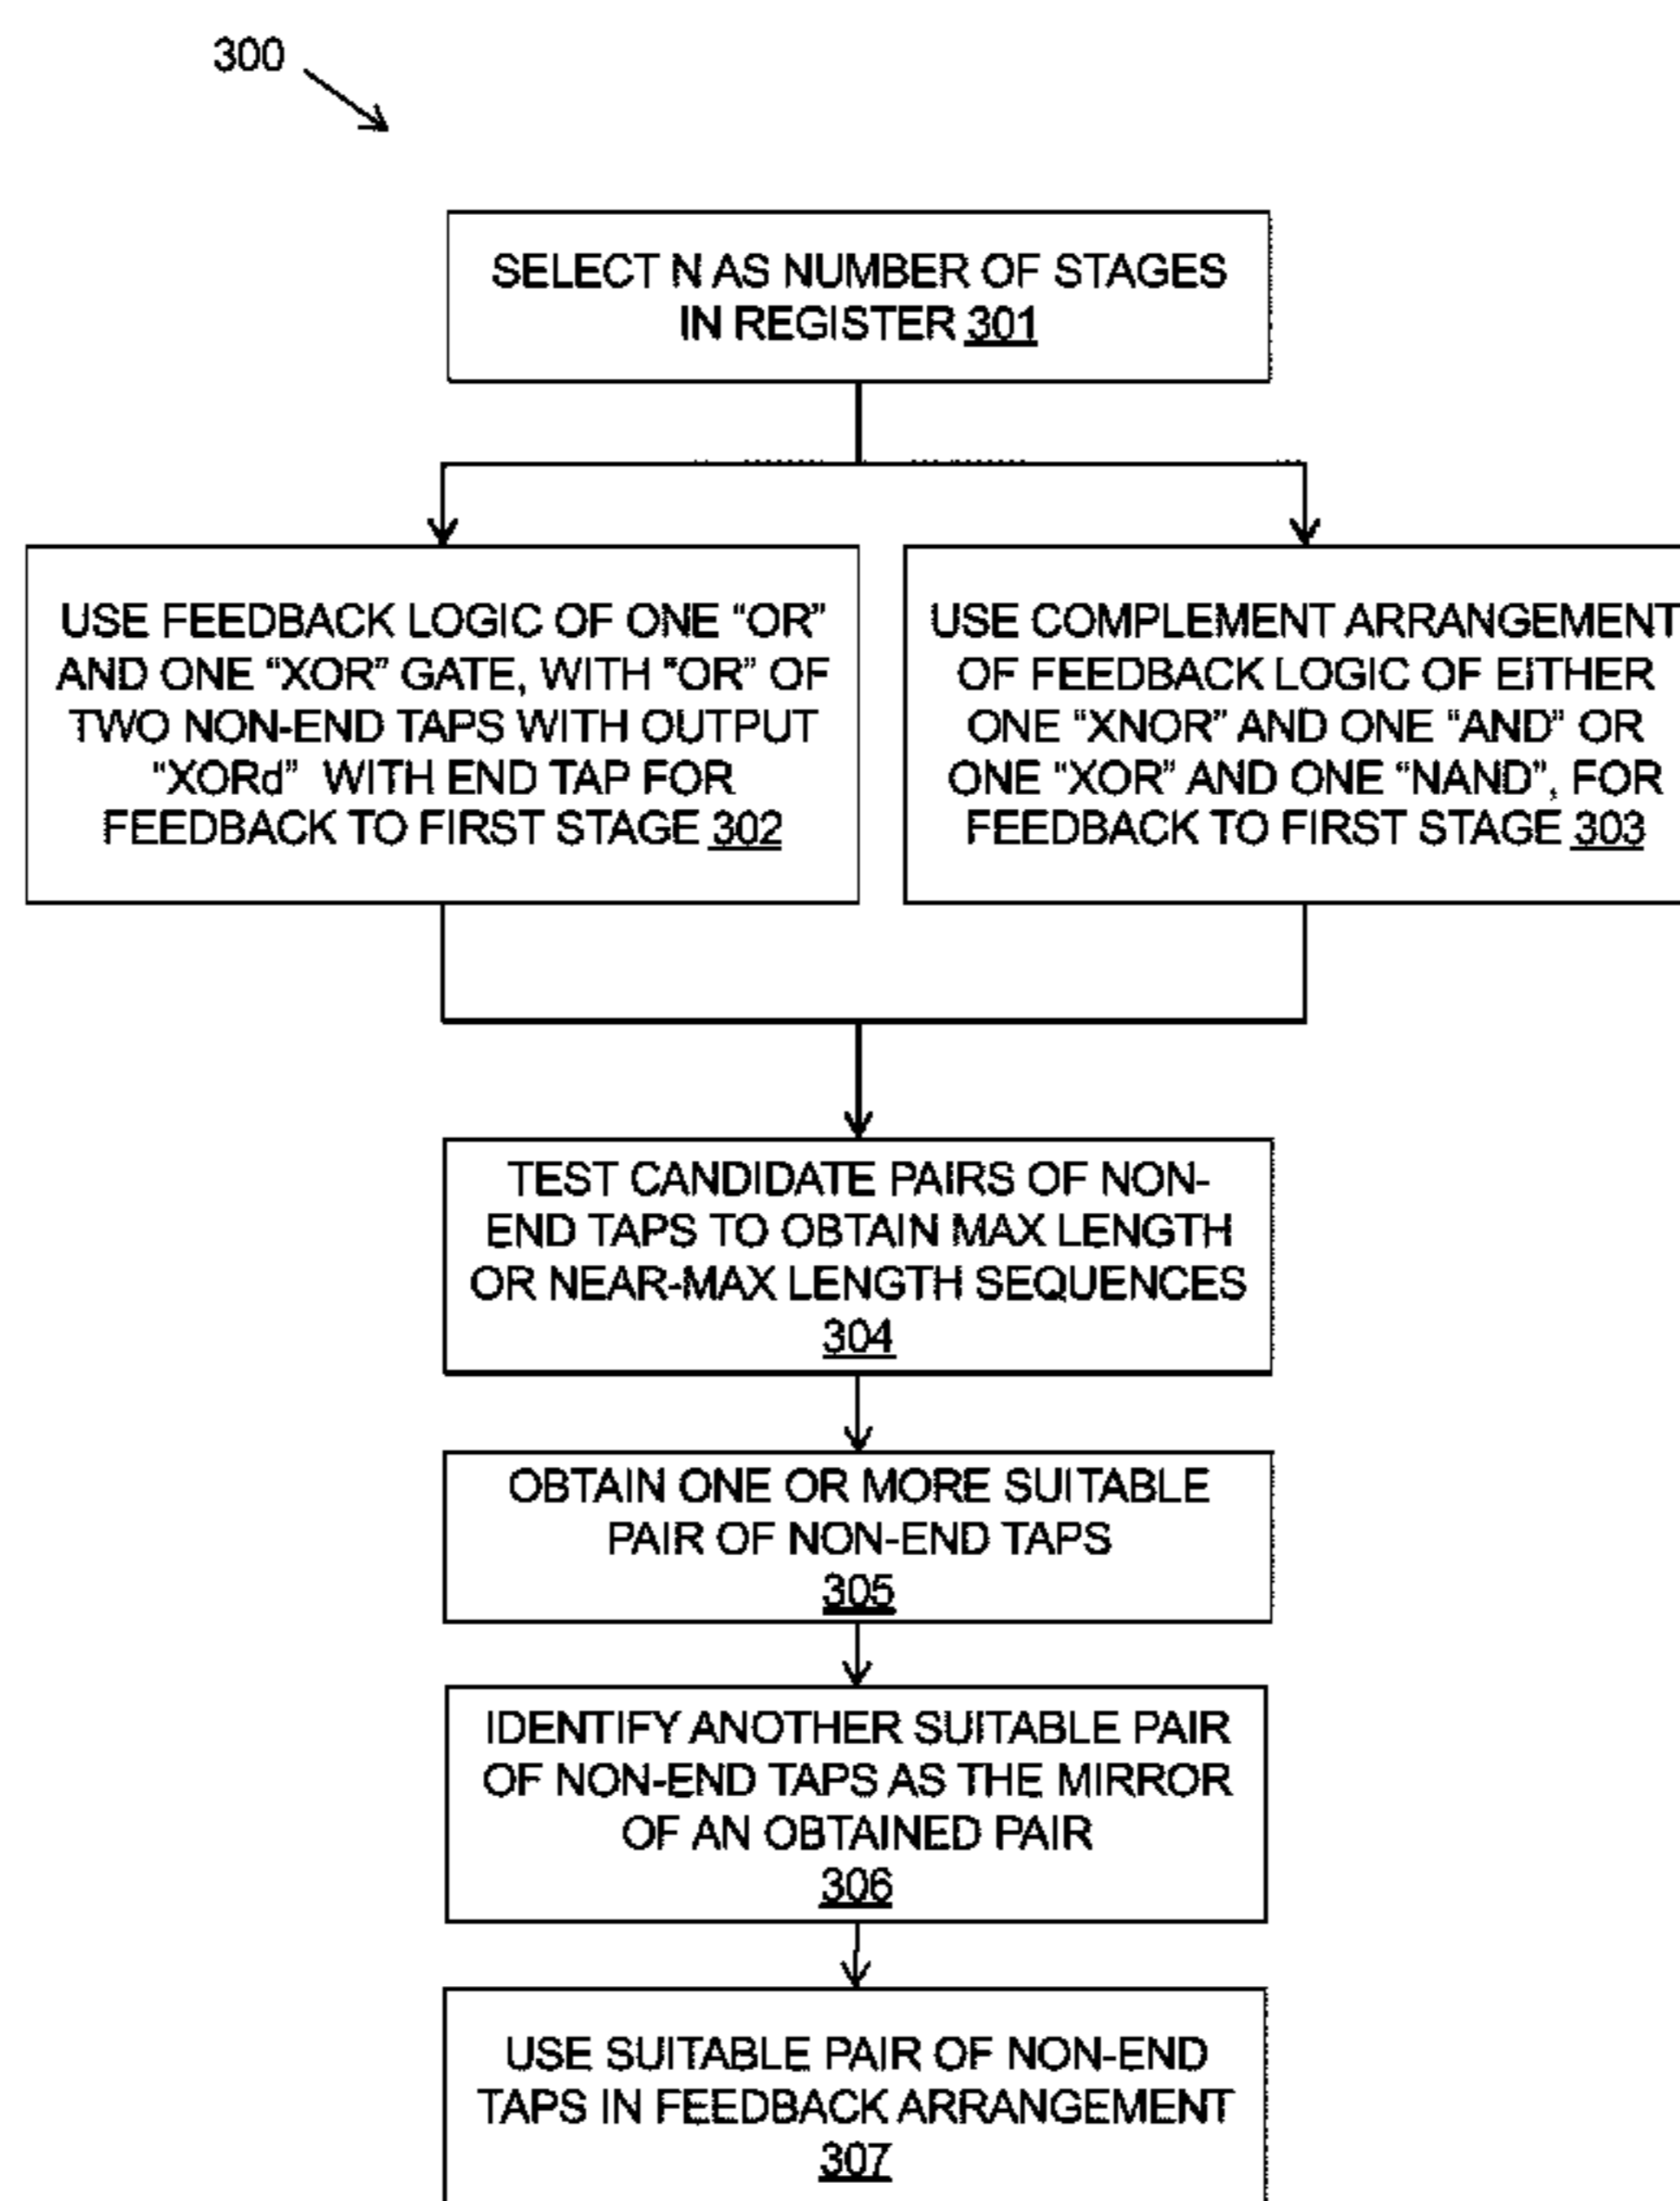 300
SELECT N AS NUMBER OF STAGES
IN REGISTER 301
USE FEEDBACK LOGIC OF ONE “OR”
AND ONE “XOR” GATE, WITH “OR” OF
TWO NON-END TAPS WITH OUTPUT
“XORd” WITH END TAP FOR
FEEDBACK TO FIRST STAGE 302
USE COMPLEMENT ARRANGEMENT
OF FEEDBACK LOGIC OF EITHER
ONE “XNOR” AND ONE “AND” OR
ONE “XOR” AND ONE “NAND”, FOR
FEEDBACK TO FIRST STAGE 303
TEST CANDIDATE PAIRS OF NON-
END TAPS TO OBTAIN MAX LENGTH
OR NEAR-MAX LENGTH SEQUENCES
304
OBTAIN ONE OR MORE SUITABLE
PAIR OF NON-END TAPS
305
IDENTIFY ANOTHER SUITABLE PAIR
OF NON-END TAPS AS THE MIRROR
OF AN OBTAINED PAIR
306
USE SUITABLE PAIR OF NON-END
TAPS IN FEEDBACK ARRANGEMENT
307